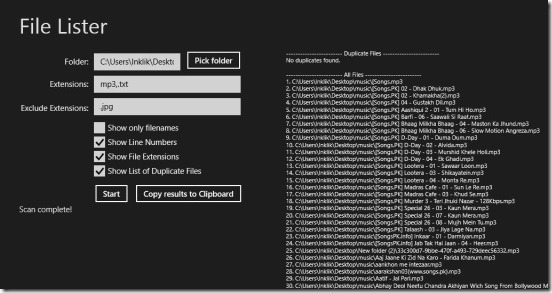 File Lister
Folder: C:\Users\Inklik\Deskto Pick folder
Extensions: mp3,.txt
Exclude Extensions: .jpg
Show only filenames
Show Line Numbers
Show File Extensions
Show List of Duplicate Files
Start Copy results to Clipboard
Scan complete!
------------------------ Duplicate Files ------------------------
No duplicates found.
------------------------ All Files ------------------------
1. C:\Users\Inklik\Desktop\music\[Songs.mp3
2. C:\Users\Inklik\Desktop\music\[Songs.PK] 02 - Dhak Dhuk.mp3
3. C:\Users\Inklik\Desktop\music\[Songs.PK] 02 - Khamakha(2).mp3
4. C:\Users\Inklik\Desktop\music\[Songs.PK] 04 - Gustakh Dil.mp3
5. C:\Users\Inklik\Desktop\music\[Songs.PK] Aashiqui 2 - 01 - Tum Hi Ho.mp3
6. C:\Users\Inklik\Desktop\music\[Songs.PK] Barfi - 06 - Saawali Si Raat.mp3
7. C:\Users\Inklik\Desktop\music\[Songs.PK] Bhaag Milkha Bhaag - 04 - Maston Ka Jhund.mp3
8. C:\Users\Inklik\Desktop\music\[Songs.PK] Bhaag Milkha Bhaag - 06 - Slow Motion Angreza.mp3
9. C:\Users\Inklik\Desktop\music\[Songs.PK] D-Day - 01 - Duma Dum.mp3
10. C:\Users\Inklik\Desktop\music\[Songs.PK] D-Day - 02 - Alvida.mp3
11. C:\Users\Inklik\Desktop\music\[Songs.PK] D-Day - 03 - Murshid Khele Holi.mp3
12. C:\Users\Inklik\Desktop\music\[Songs.PK] D-Day - 04 - Ek Ghadi.mp3
13. C:\Users\Inklik\Desktop\music\[Songs.PK] Lootera - 01 - Sawaar Loon.mp3
14. C:\Users\Inklik\Desktop\music\[Songs.PK] Lootera - 03 - Shikayatein.mp3
15. C:\Users\Inklik\Desktop\music\[Songs.PK] Lootera - 04 - Monta Re.mp3
16. C:\Users\Inklik\Desktop\music\[Songs.PK] Madras Cafe - 01 - Sun Le Re.mp3
17. C:\Users\Inklik\Desktop\music\[Songs.PK] Madras Cafe - 03 - Khud Se.mp3
18. C:\Users\Inklik\Desktop\music\[Songs.PK] Murder 3 - Teri Jhuki Nazar - 128Kbps.mp3
19. C:\Users\Inklik\Desktop\music\[Songs.PK] Special 26 - 03 - Kaun Mera.mp3
20. C:\Users\Inklik\Desktop\music\[Songs.PK] Special 26 - 07 - Kaun Mera.mp3
21. C:\Users\Inklik\Desktop\music\[Songs.PK] Special 26 - 08 - Mujh Mein Tu.mp3
22. C:\Users\Inklik\Desktop\music\[Songs.PK] Talaash - 03 - Jiya Lage Na.mp3
23. C:\Users\Inklik\Desktop\music\[Songs.PK.info] Inkaar - 01 - Darmiyan.mp3
24. C:\Users\Inklik\Desktop\music\[Songs.PK.info] Jab Tak Hai Jaan - 04 - Heer.mp3
25. C:\Users\Inklik\Desktop\New folder (2)\33c300d7-9bbe-470f-a493-729deec56332.mp3
26. C:\Users\Inklik\Desktop\music\Aaj Jaane Ki Zid Na Karo - Farida Khanum.mp3
27. C:\Users\Inklik\Desktop\music\aankhon me intezaar.mp3
28. C:\Users\Inklik\Desktop\music\aarakshan03(www.songs.pk).mp3
29. C:\Users\Inklik\Desktop\music\Aatif - Jal Pari.mp3
30. C:\Users\Inklik\Desktop\music\Abhay Deol Neetu Chandra Akhiyan Wich Song From Bollywood M